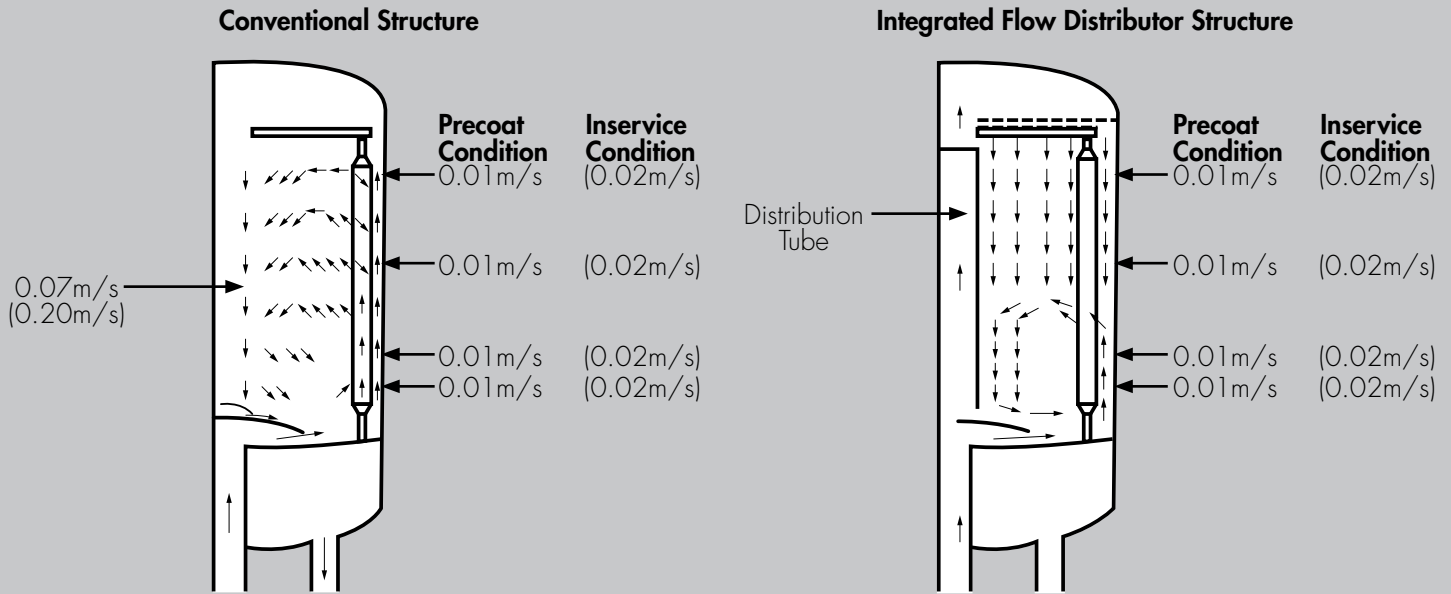 Conventional Structure
Precoat Condition
Inservice Condition
0.01m/s (0.02m/s)
0.01m/s (0.02m/s)
0.07m/s
(0.20m/s)
0.01m/s (0.02m/s)
0.01m/s (0.02m/s)
Integrated Flow Distributor Structure
Precoat Condition
Inservice Condition
0.01m/s (0.02m/s)
Distribution
Tube
0.01m/s (0.02m/s)
0.01m/s (0.02m/s)
0.01m/s (0.02m/s)